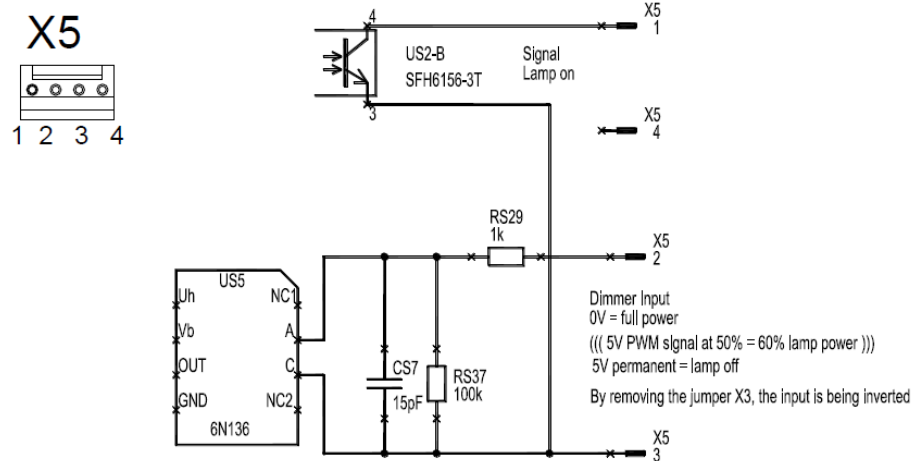 X5
1 2 3 4
4
US2-B
SFH6156-3T
3
Signal
Lamp on
X5
1
X5
4
RS29
1k
X5
2
US5
Uh
NC1
Vb
A
OUT
C
GND
NC2
6N136
CS7
15pF
RS37
100k
Dimmer Input
0V = full power
((( 5V PWM signal at 50% = 60% lamp power )))
5V permanent = lamp off
By removing the jumper X3, the input is being inverted
X5
3